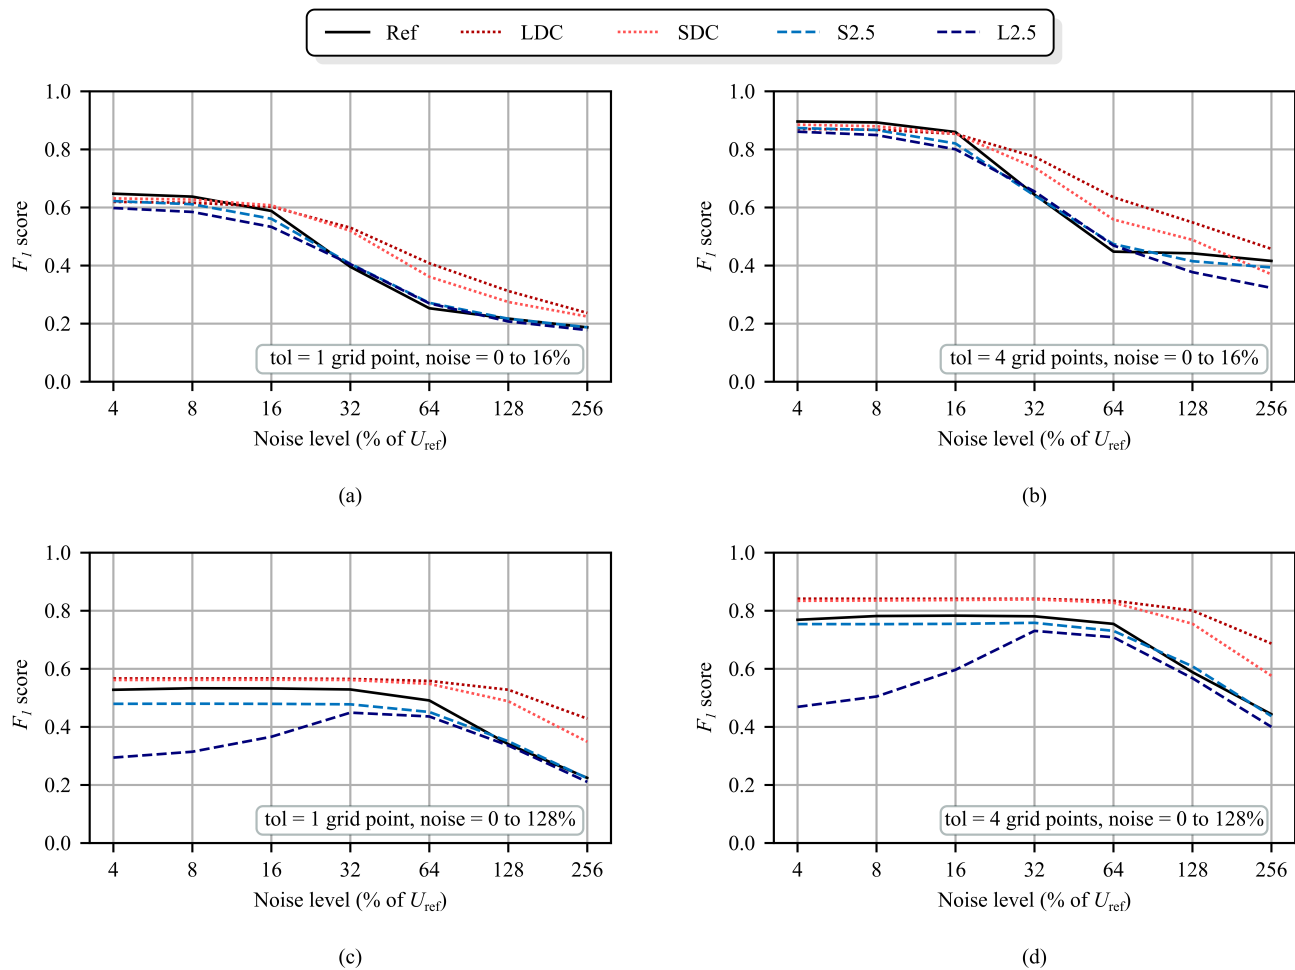 Ref LDC SDC S2.5 L2.5
1.0
0.8
0.6
0.4
0.2
0.0
F1 score
tol = 1 grid point, noise = 0 to 16%
4 8 16 32 64 128 256
Noise level (% of Uref)
(a)
1.0
0.8
0.6
0.4
0.2
0.0
F1 score
tol = 4 grid points, noise = 0 to 16%
4 8 16 32 64 128 256
Noise level (% of Uref)
(b)
1.0
0.8
0.6
0.4
0.2
0.0
F1 score
tol = 1 grid point, noise = 0 to 128%
4 8 16 32 64 128 256
Noise level (% of Uref)
(c)
1.0
0.8
0.6
0.4
0.2
0.0
F1 score
tol = 4 grid points, noise = 0 to 128%
4 8 16 32 64 128 256
Noise level (% of Uref)
(d)